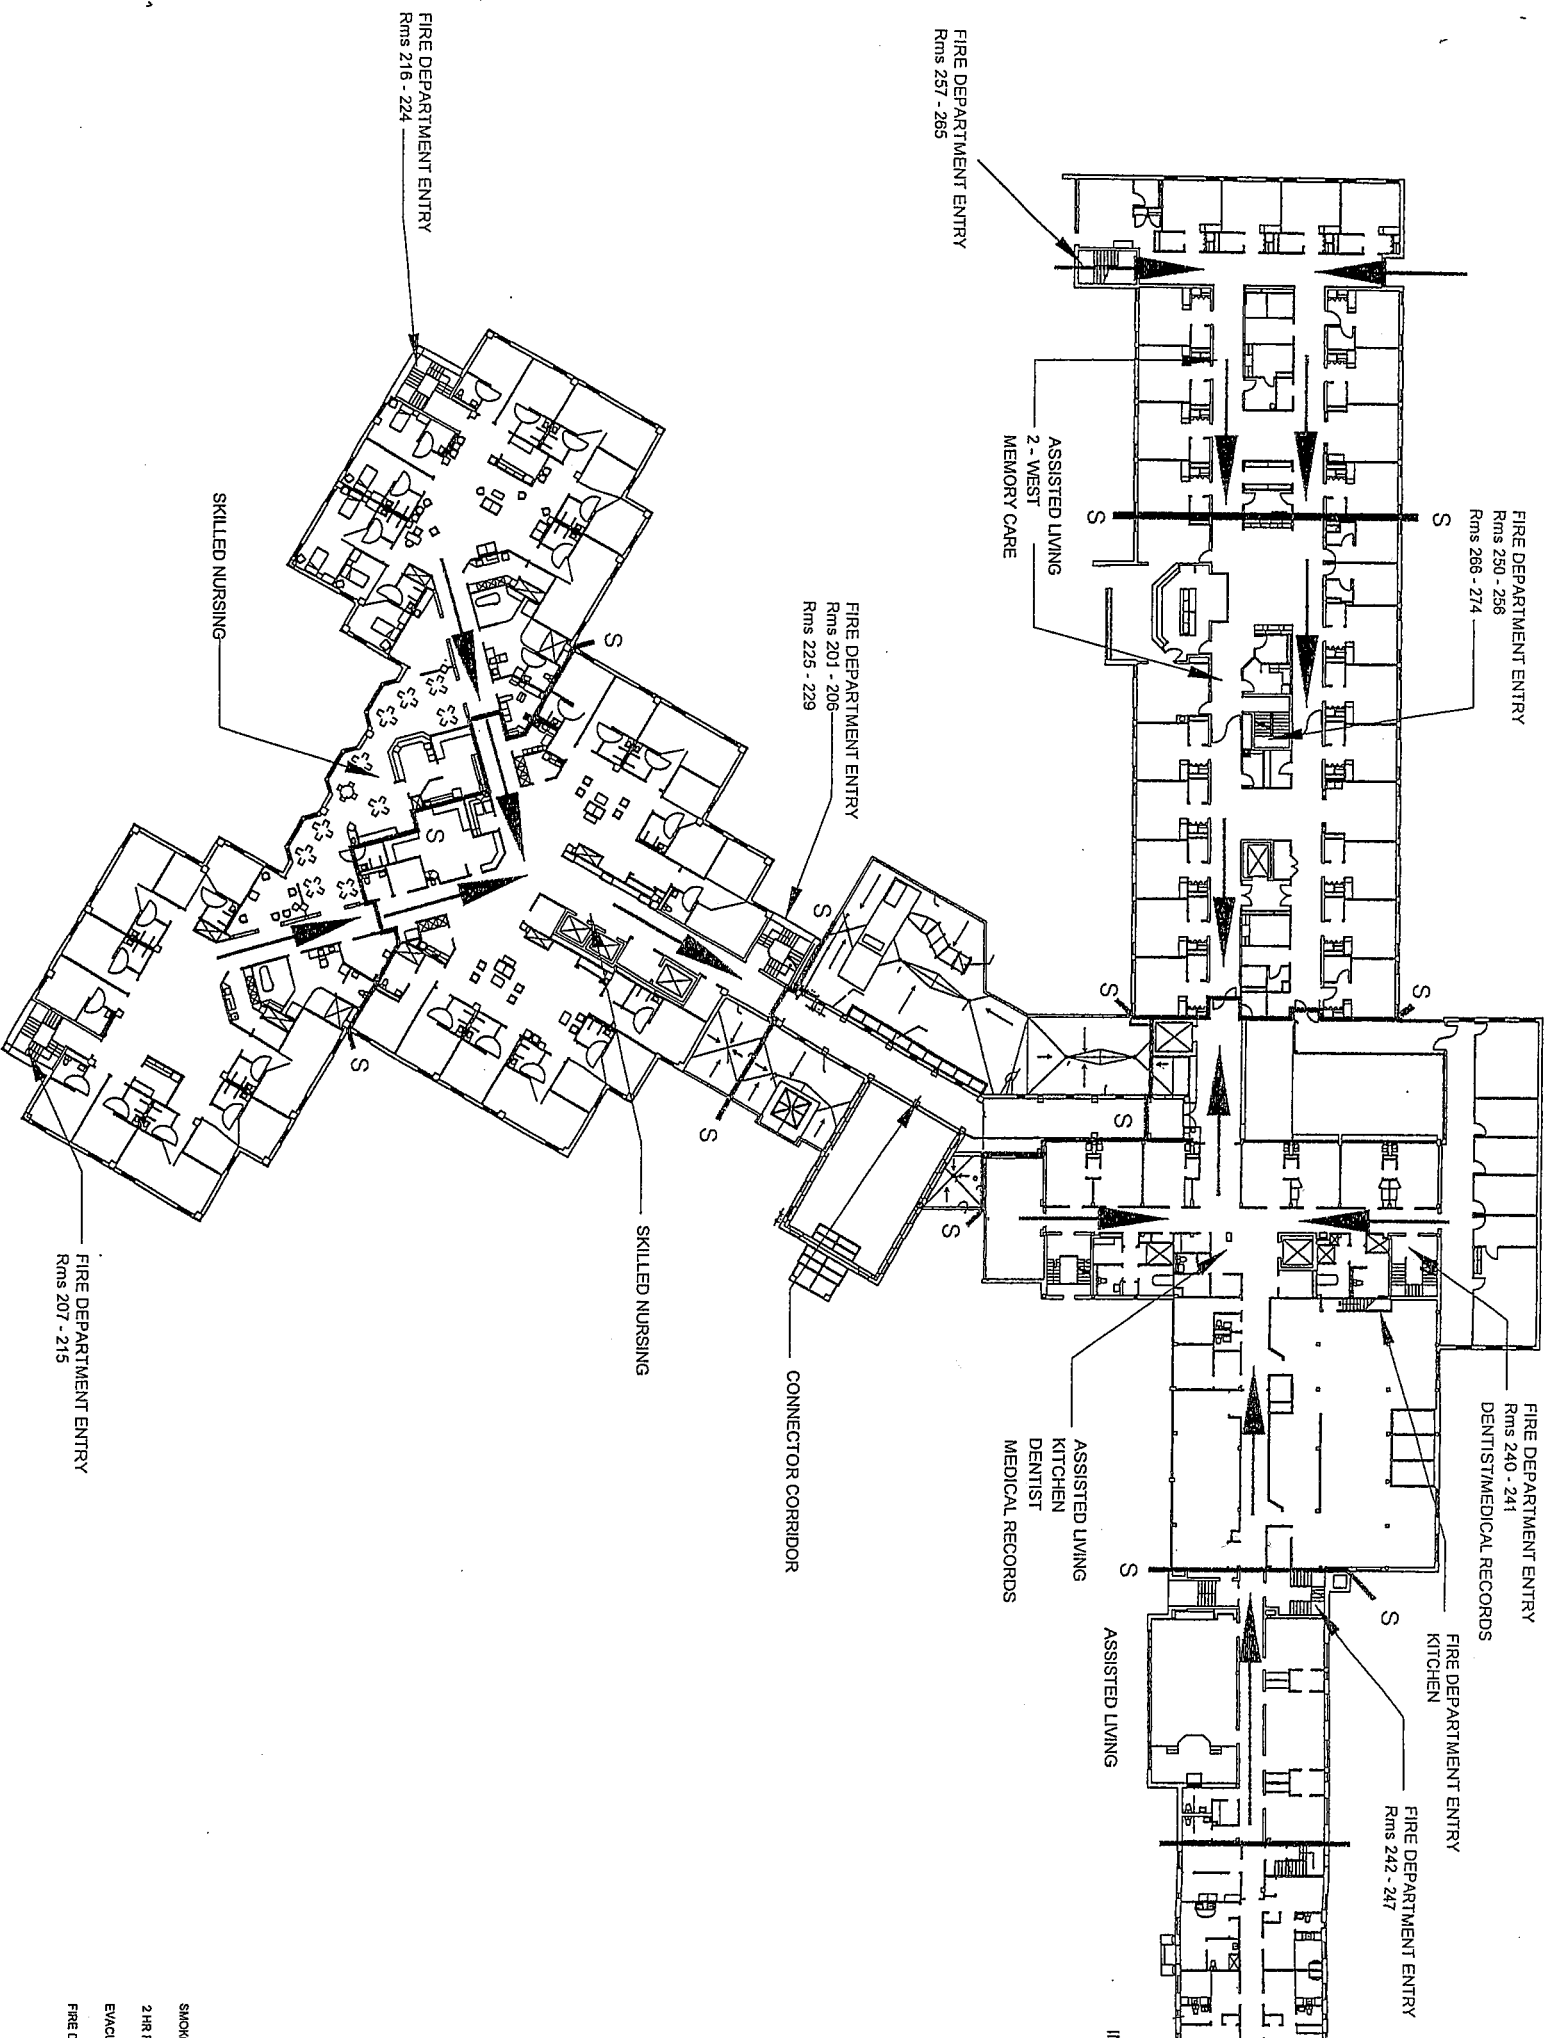 FIRE DEPARTMENT ENTRY
Rms 216 - 224
FIRE DEPARTMENT ENTRY
Rms 257 - 265
FIRE DEPARTMENT ENTRY
Rms 250 - 256
Rms 266 - 274
ASSISTED LIVING
2 - WEST
MEMORY CARE
S
S
SKILLED NURSING
FIRE DEPARTMENT ENTRY
Rms 201 - 206
Rms 225 - 229
S
S
S
S
S
S
S
S
S
SKILLED NURSING
FIRE DEPARTMENT ENTRY
Rms 207 - 215
CONNECTOR CORRIDOR
ASSISTED LIVING
KITCHEN
DENTIST
MEDICAL RECORDS
FIRE DEPARTMENT ENTRY
Rms 240 - 241
DENTIST/MEDICAL RECORDS
S
S
FIRE DEPARTMENT ENTRY
KITCHEN
ASSISTED LIVING
FIRE DEPARTMENT ENTRY
Rms 242 - 247
2 HR